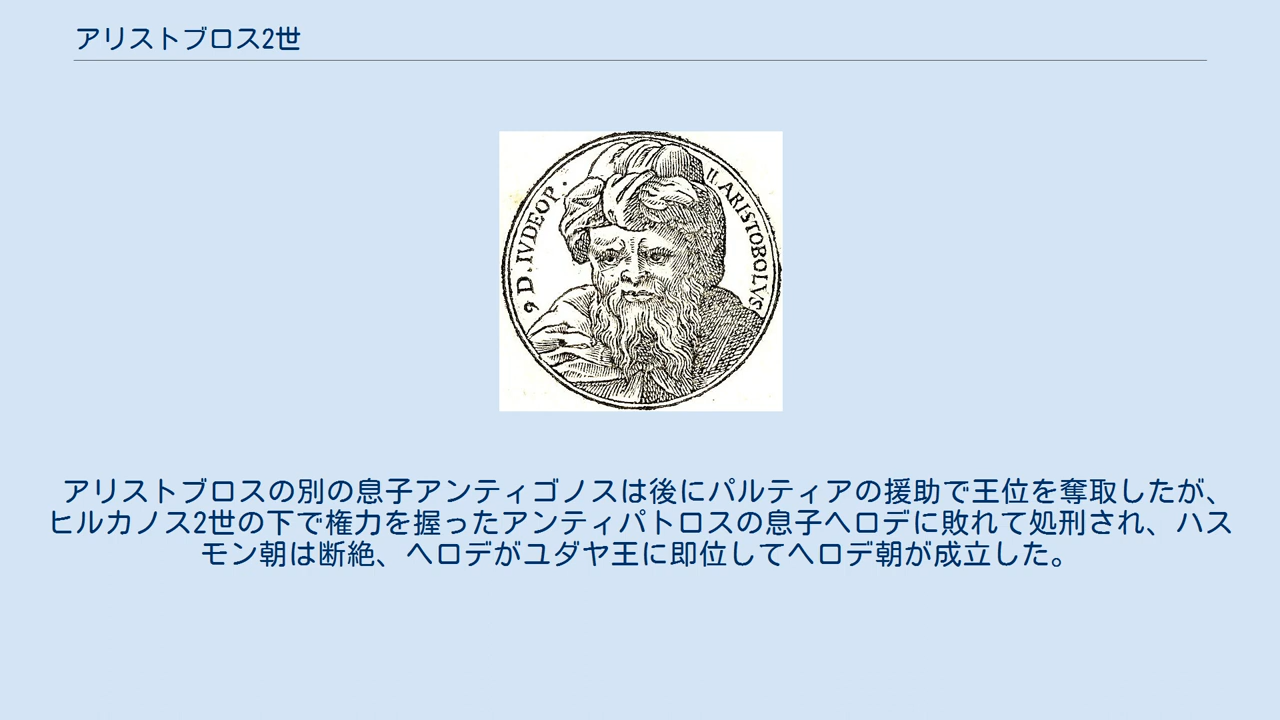 アリストブロス2世
9 D. IVDEOP. II. ARISTOBOLVS
アリストブロスの別の息子アンティゴノスは後にパルティアの援助で王位を奪取したが、
ヒルカノス2世の下で権力を握ったアンティパトロスの息子ヘロデに敗れて処刑され、ハス
モン朝は断絶、ヘロデがユダヤ王に即位してヘロデ朝が成立した。